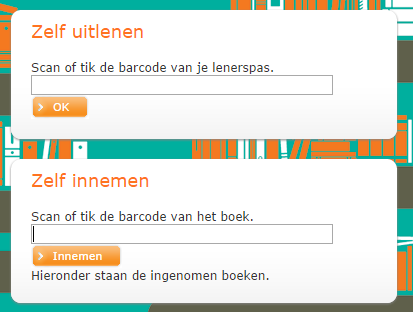 Zelf uitlenen
Scan of tik de barcode van je lenerspas.
OK
Zelf innemen
Scan of tik de barcode van het boek.
Innemen
Hieronder staan de ingenomen boeken.